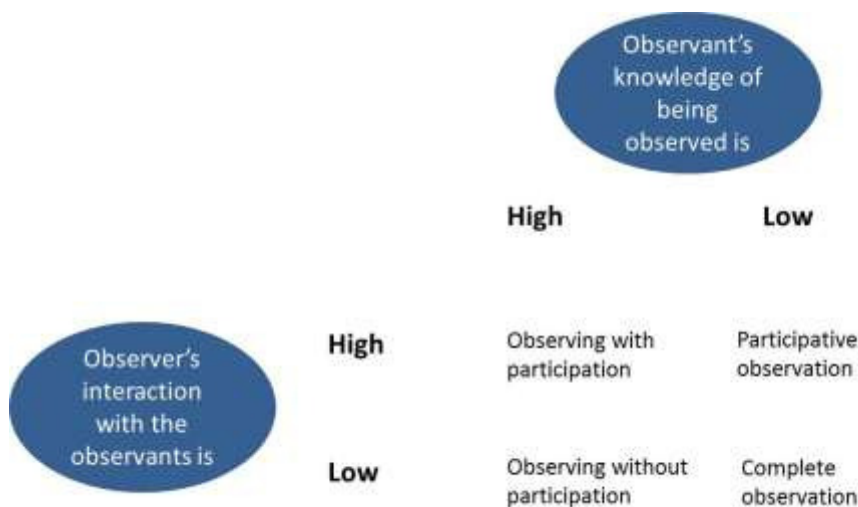 Observant's
knowledge of
being
observed is
High Low
Observer's
interaction
with the
observants is
High
Observing with
participation
Participative
observation
Low
Observing without
participation
Complete
observation